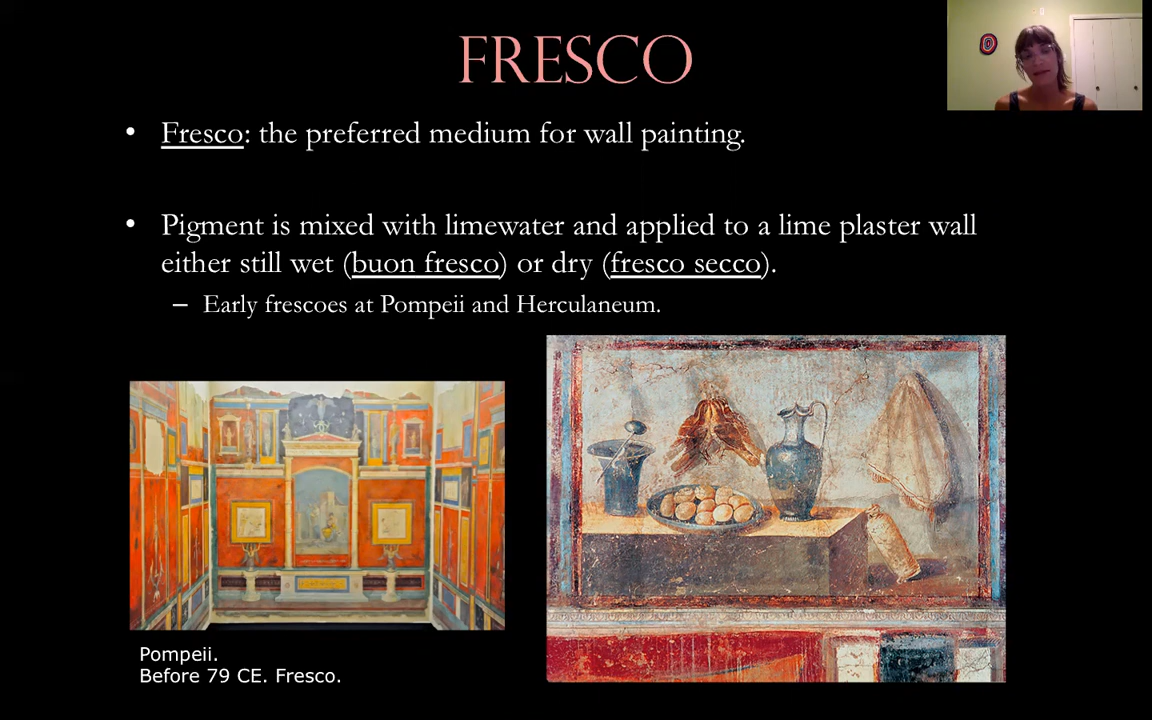 FRESCO
• Fresco: the preferred medium for wall painting.
• Pigment is mixed with limewater and applied to a lime plaster wall
either still wet (buon fresco) or dry (fresco secco).
– Early frescoes at Pompeii and Herculaneum.
Pompeii.
Before 79 CE. Fresco.